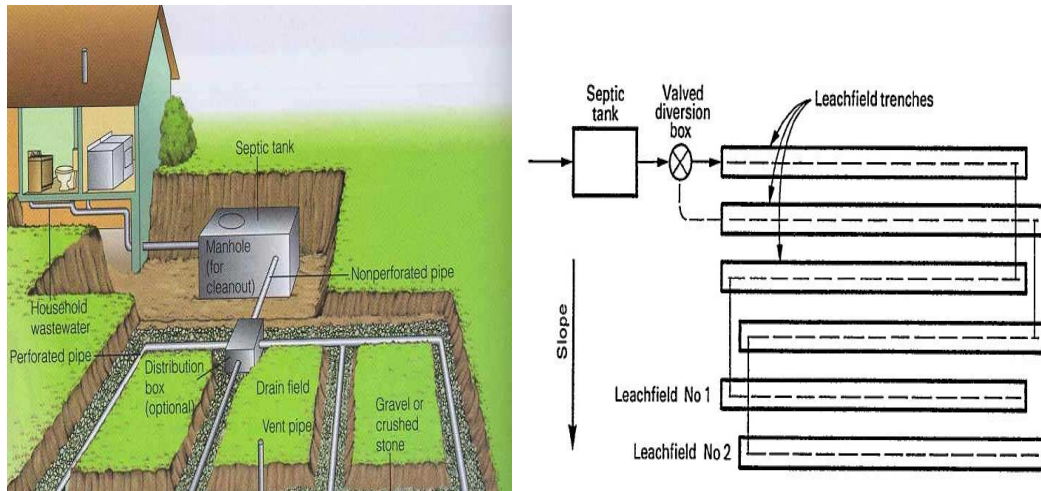 Septic tank
Manhole
(for
cleanout)
Nonperforated pipe
Household
wastewater
Perforated pipe
Distribution
box
(optional)
Drain field
Vent pipe
Gravel or
crushed
stone
Septic
tank
Valved
diversion
box
Leachfield trenches
Slope
Leachfield No 1
Leachfield No 2